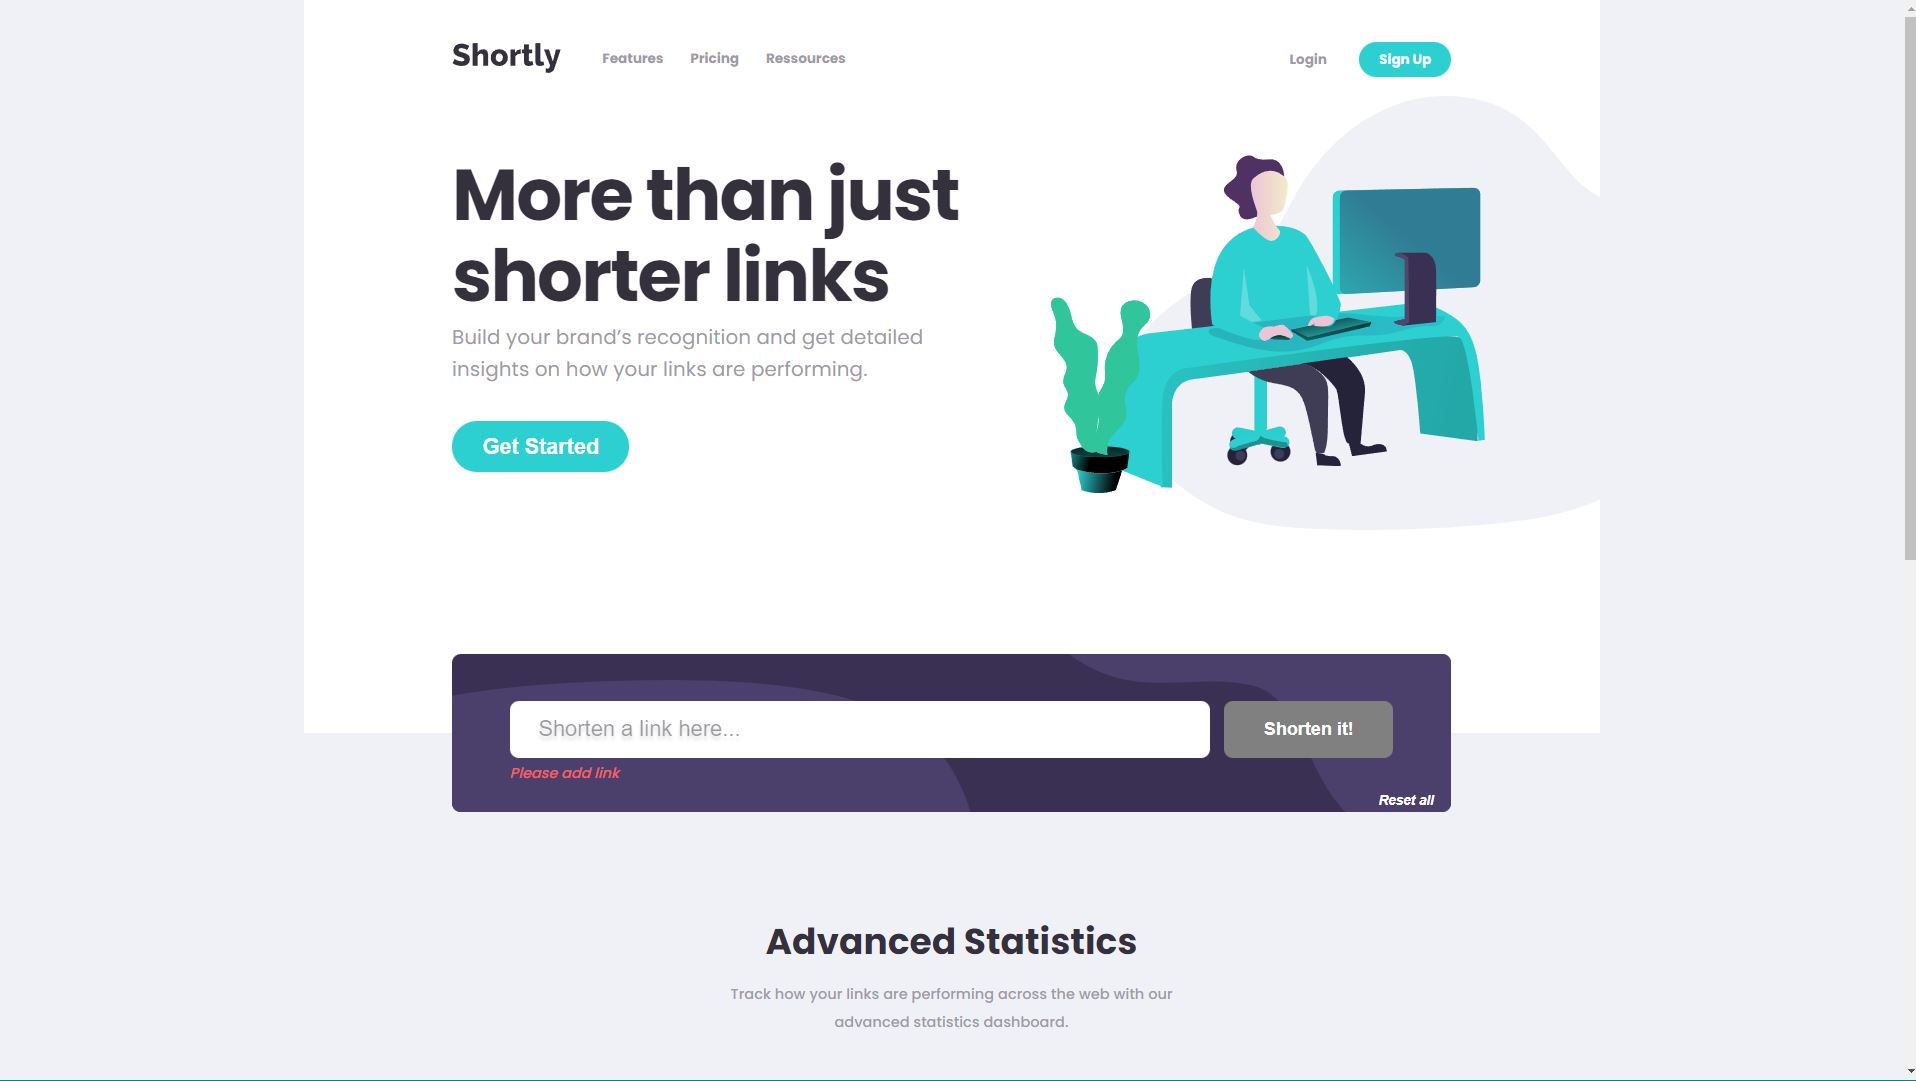 Shortly
Features
Pricing
Ressources
Login
Sign Up
More than just
shorter links
Build your brand’s recognition and get detailed
insights on how your links are performing.
Get Started
Shorten a link here...
Shorten it!
Please add link
Reset all
Advanced Statistics
Track how your links are performing across the web with our
advanced statistics dashboard.